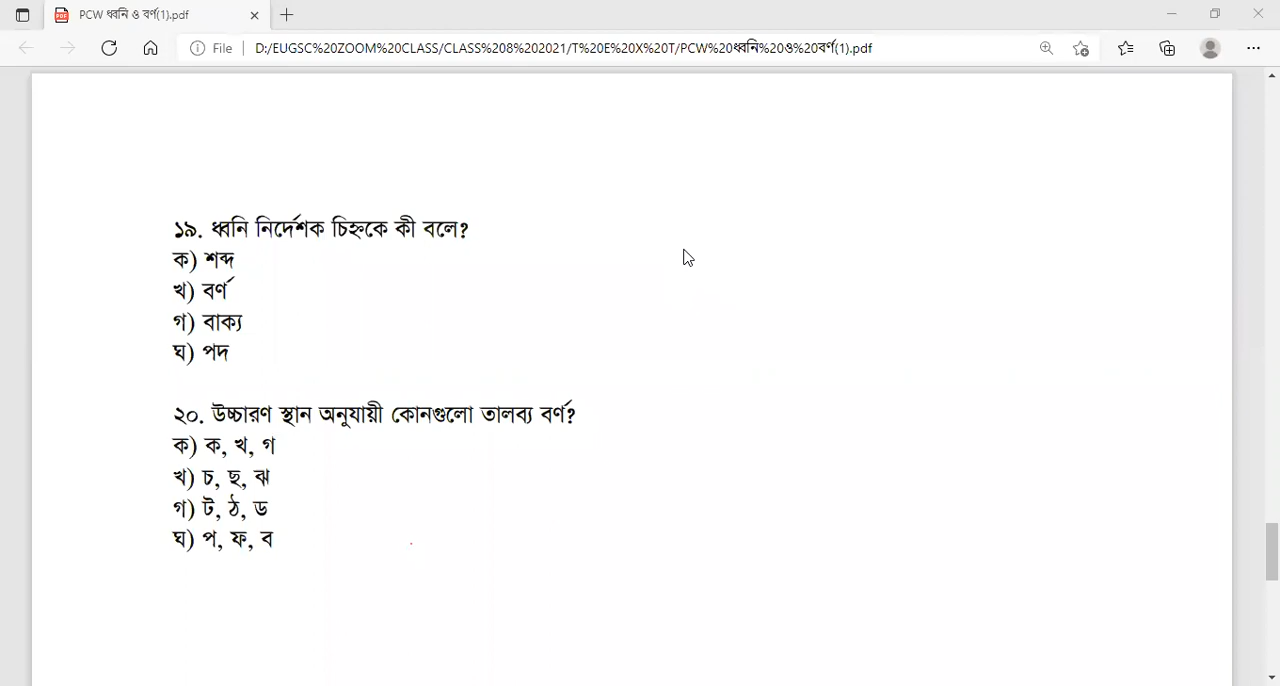 PCW ধ্বনি ও বর্ণ(1).pdf
File
D:/EUGSC%20ZOOM%20CLASS/CLASS%208%202021/T%20E%20X%20T/PCW%20ধ্বনি%20ও%20বর্ণ(1).pdf
১৯. ধ্বনি নির্দেশক চিহ্নকে কী বলে?
ক) শব্দ
খ) বর্ণ
গ) বাক্য
ঘ) পদ
২০. উচ্চারণ স্থান অনুযায়ী কোনগুলো তালব্য বর্ণ?
ক) ক, খ, গ
খ) চ, ছ, ঝ
গ) ট, ঠ, ড
ঘ) প, ফ, ব